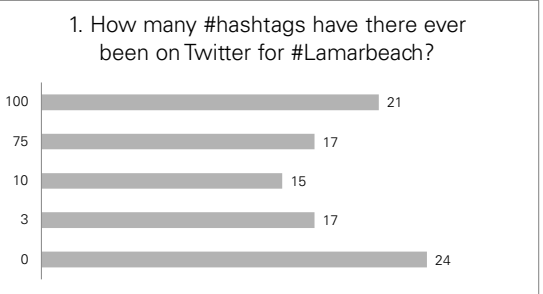 1. How many #hashtags have there ever
been on Twitter for #Lamarbeach?
100 21
75 17
10 15
3 17
0 24